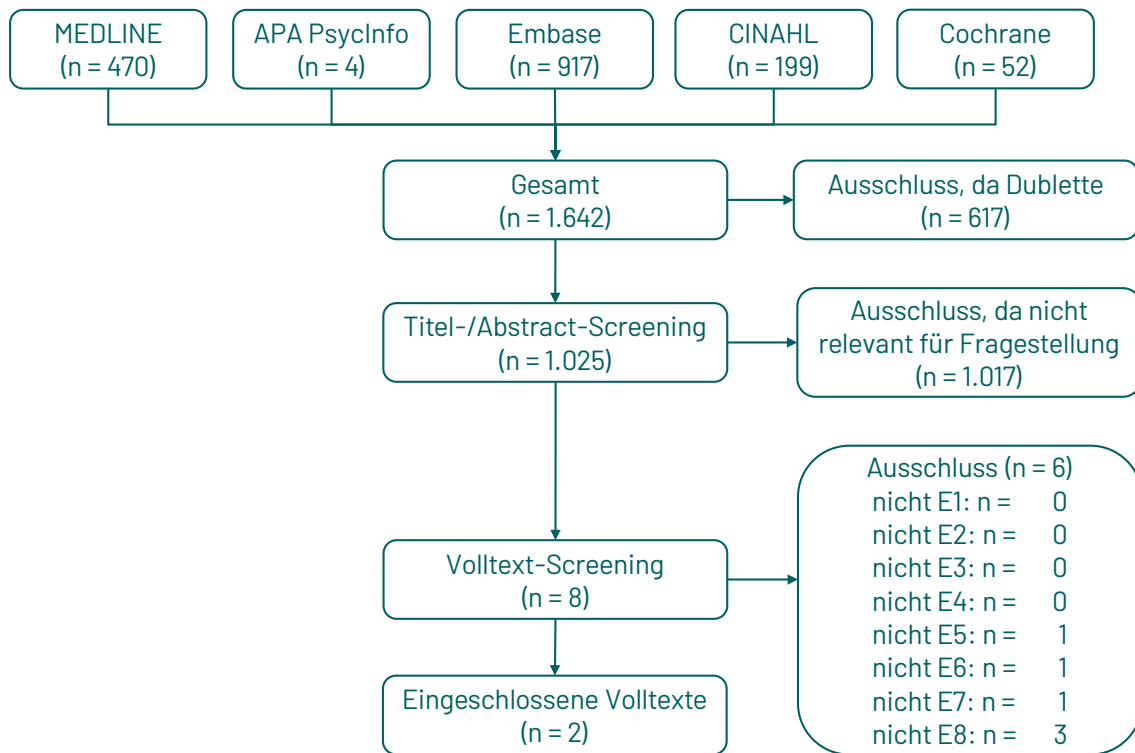 MEDLINE
(n = 470)
APA PsycInfo
(n = 4)
Embase
(n = 917)
CINAHL
(n = 199)
Cochrane
(n = 52)
Gesamt
(n = 1.642)
Ausschluss, da Dublette
(n = 617)
Titel-/Abstract-Screening
(n = 1.025)
Ausschluss, da nicht
relevant für Fragestellung
(n = 1.017)
Volltext-Screening
(n = 8)
Ausschluss (n = 6)
nicht E1: n = 0
nicht E2: n = 0
nicht E3: n = 0
nicht E4: n = 0
nicht E5: n = 1
nicht E6: n = 1
nicht E7: n = 1
nicht E8: n = 3
Eingeschlossene Volltexte
(n = 2)